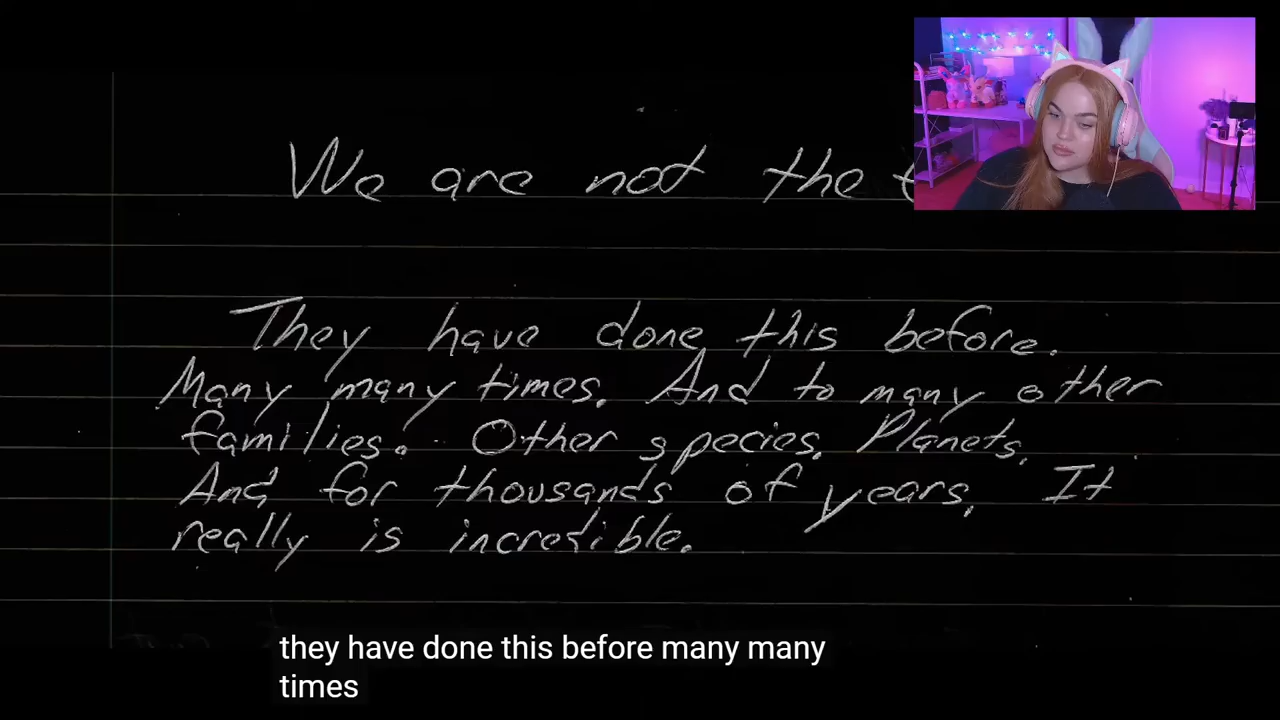 We are not the
They have done this before.
Many many times. And to many other
families. Other species. Planets.
And for thousands of years. It
really is incredible.
they have done this before many many
times